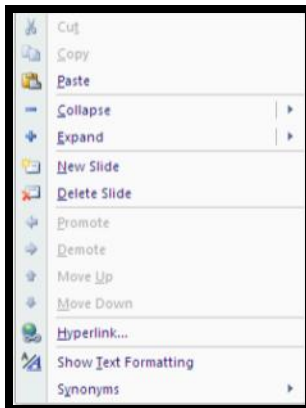 Cut
Copy
Paste
Collapse
Expand
New Slide
Delete Slide
Promote
Demote
Move Up
Move Down
Hyperlink...
Show Text Formatting
Synonyms